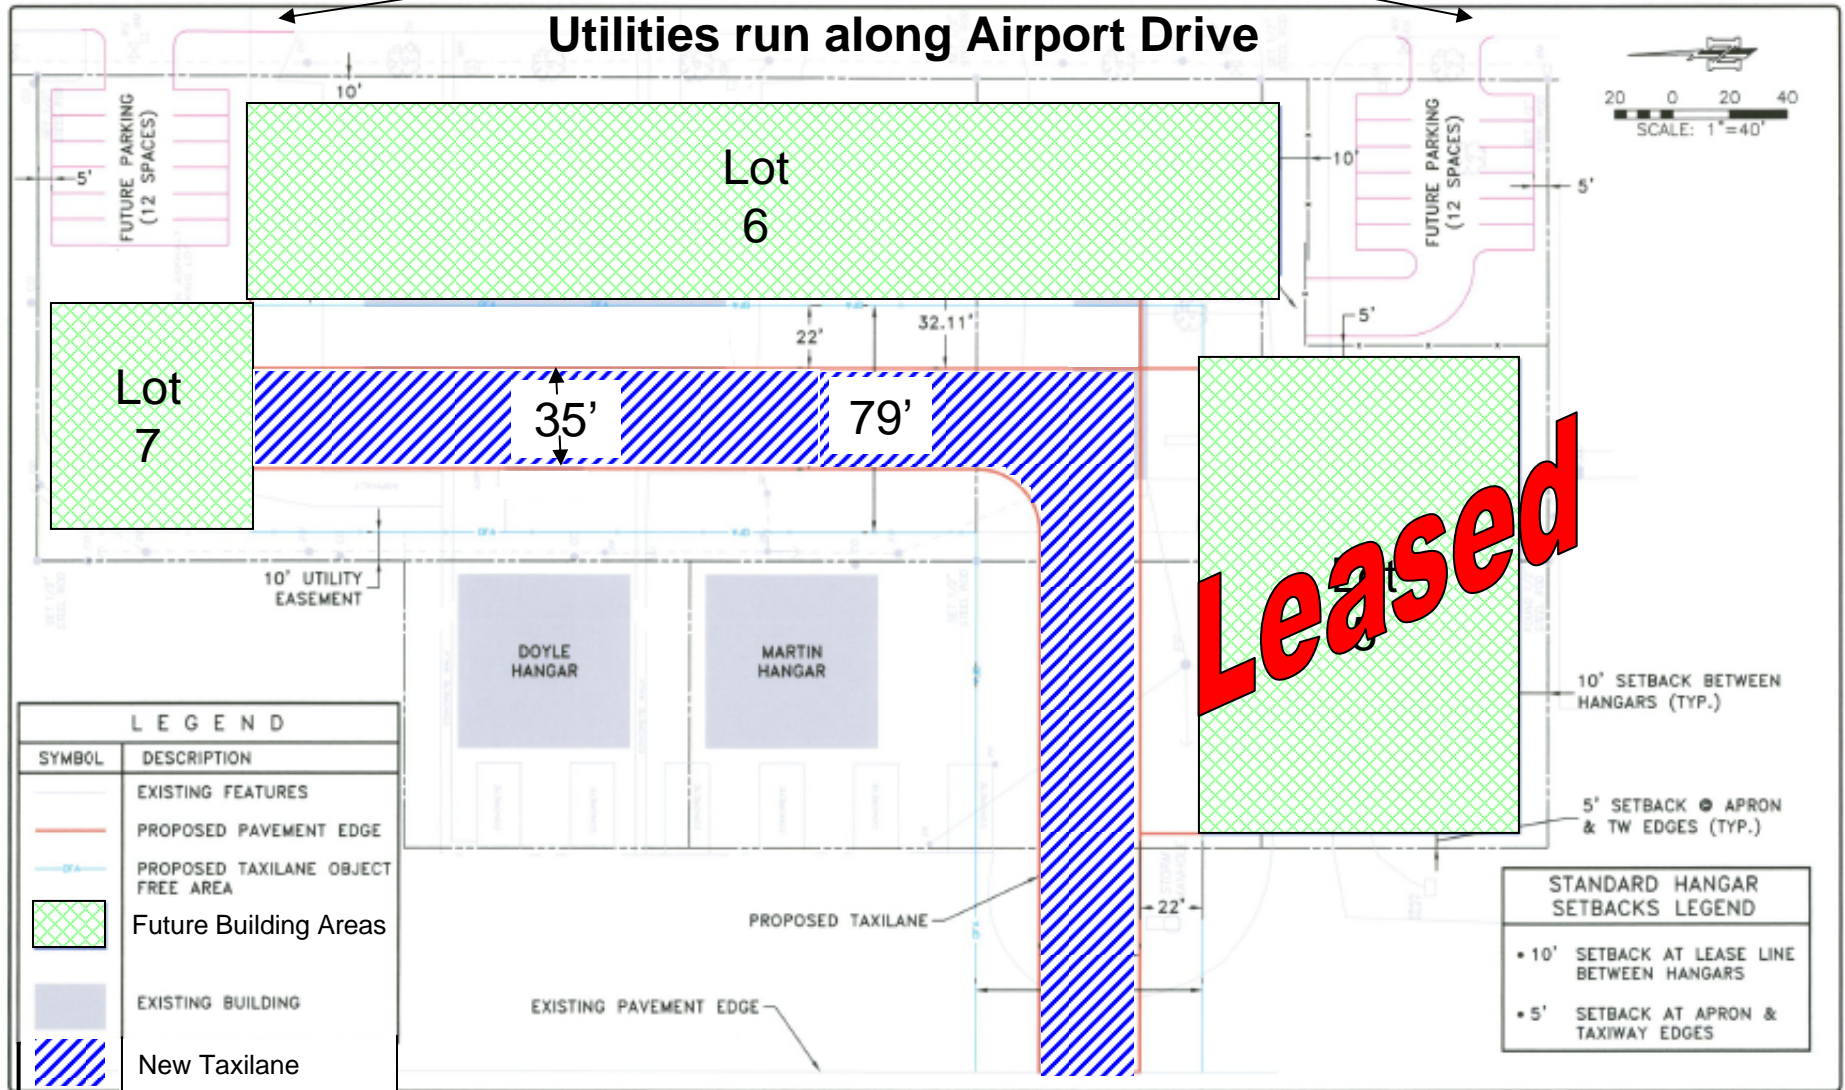 Utilities run along Airport Drive
10'
5'
FUTURE PARKING
(12 SPACES)
Lot
6
10'
FUTURE PARKING
(12 SPACES)
5'
20 0 20 40
SCALE: 1"=40'
22'
32.11'
5'
Lot
7
35’
79’
Leased
10' UTILITY
EASEMENT
DOYLE
HANGAR
MARTIN
HANGAR
10' SETBACK BETWEEN
HANGARS (TYP.)
5' SETBACK @ APRON
& TW EDGES (TYP.)
22'
PROPOSED TAXILANE
EXISTING PAVEMENT EDGE
LEGEND
SYMBOL DESCRIPTION
EXISTING FEATURES
PROPOSED PAVEMENT EDGE
OFA
PROPOSED TAXILANE OBJECT
FREE AREA
Future Building Areas
EXISTING BUILDING
New Taxilane
STANDARD HANGAR
SETBACKS LEGEND
• 10' SETBACK AT LEASE LINE
BETWEEN HANGARS
• 5' SETBACK AT APRON &
TAXIWAY EDGES